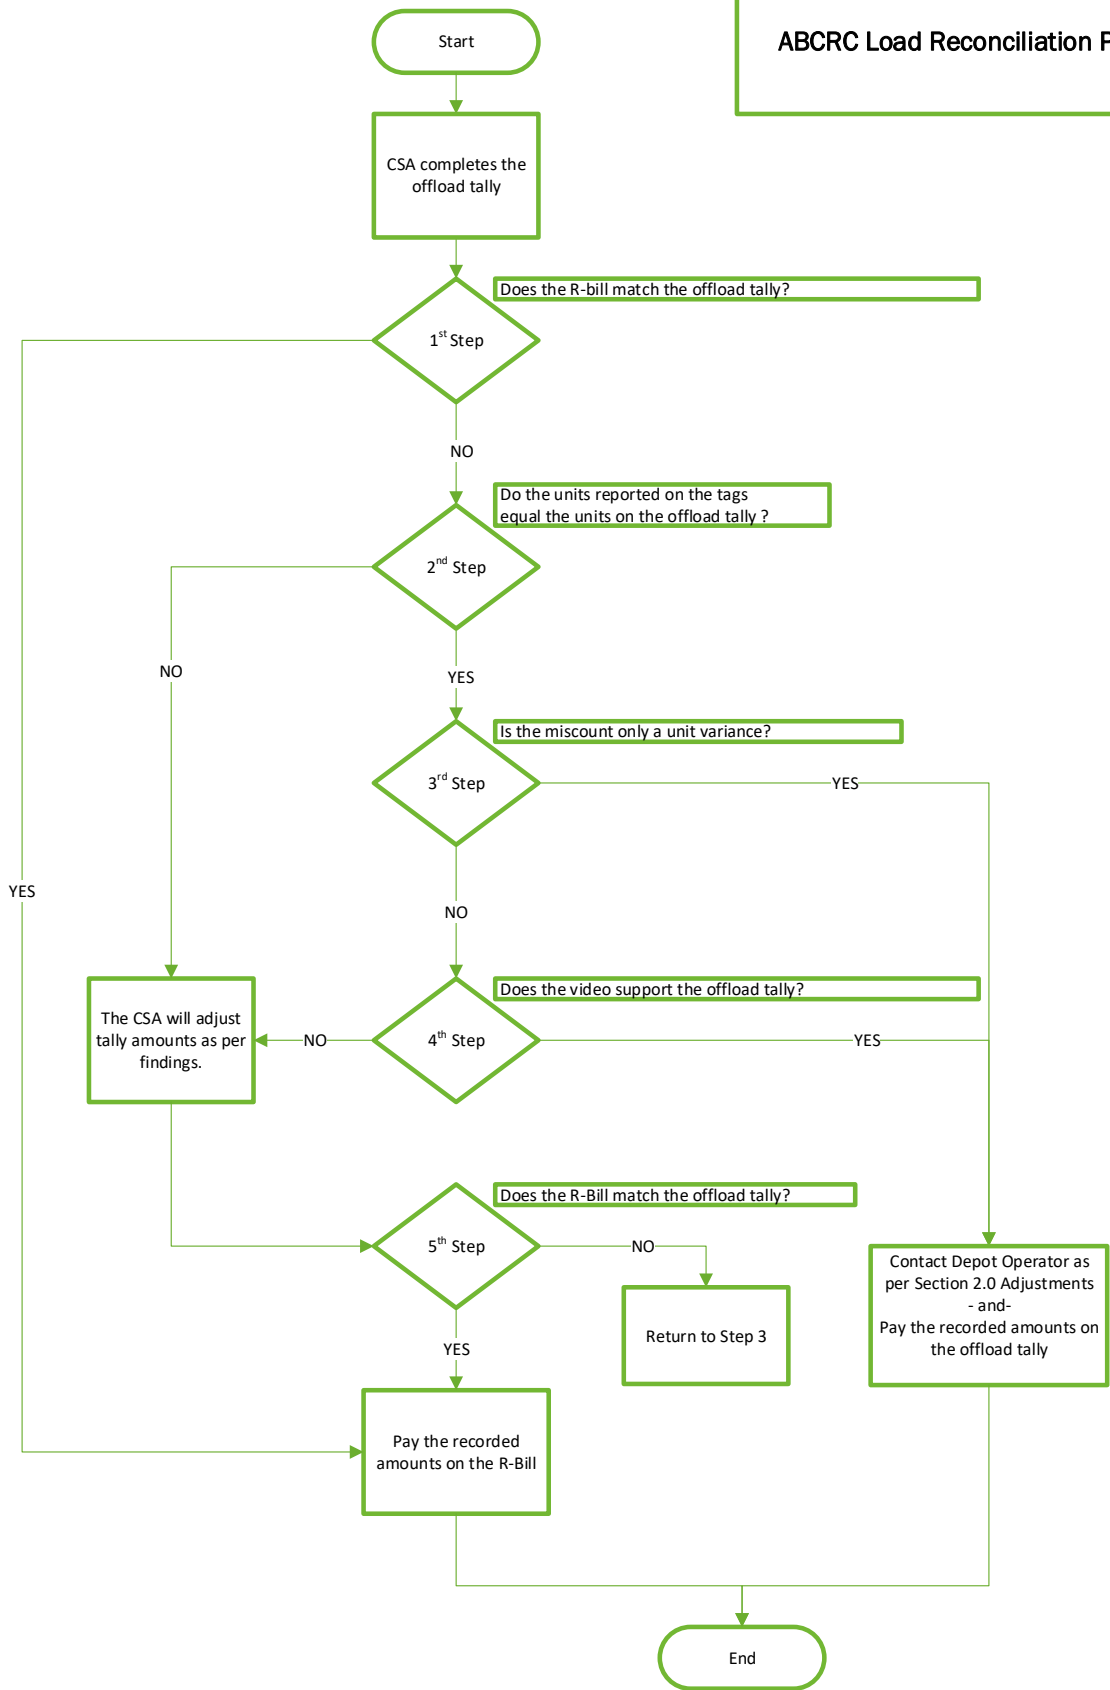 Start
ABCRC Load Reconciliation P
CSA completes the
offload tally
Does the R-bill match the offload tally?
1st Step
NO
Do the units reported on the tags
equal the units on the offload tally ?
2nd Step
NO
YES
Is the miscount only a unit variance?
3rd Step
YES
YES
NO
Does the video support the offload tally?
The CSA will adjust
tally amounts as per
findings.
NO
4th Step
YES
Does the R-Bill match the offload tally?
5th Step
NO
Contact Depot Operator as
per Section 2.0 Adjustments
- and-
Pay the recorded amounts on
the offload tally
Return to Step 3
YES
Pay the recorded
amounts on the R-Bill
End